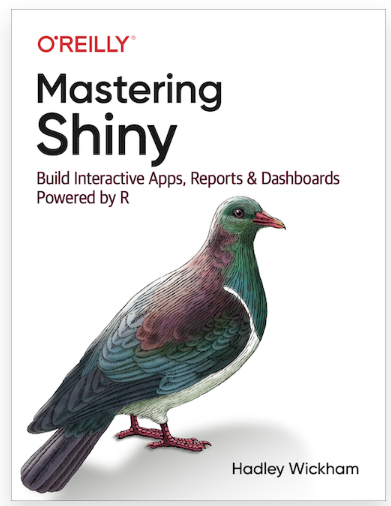 O'REILLY®
Mastering
Shiny
Build Interactive Apps, Reports & Dashboards
Powered by R
Hadley Wickham